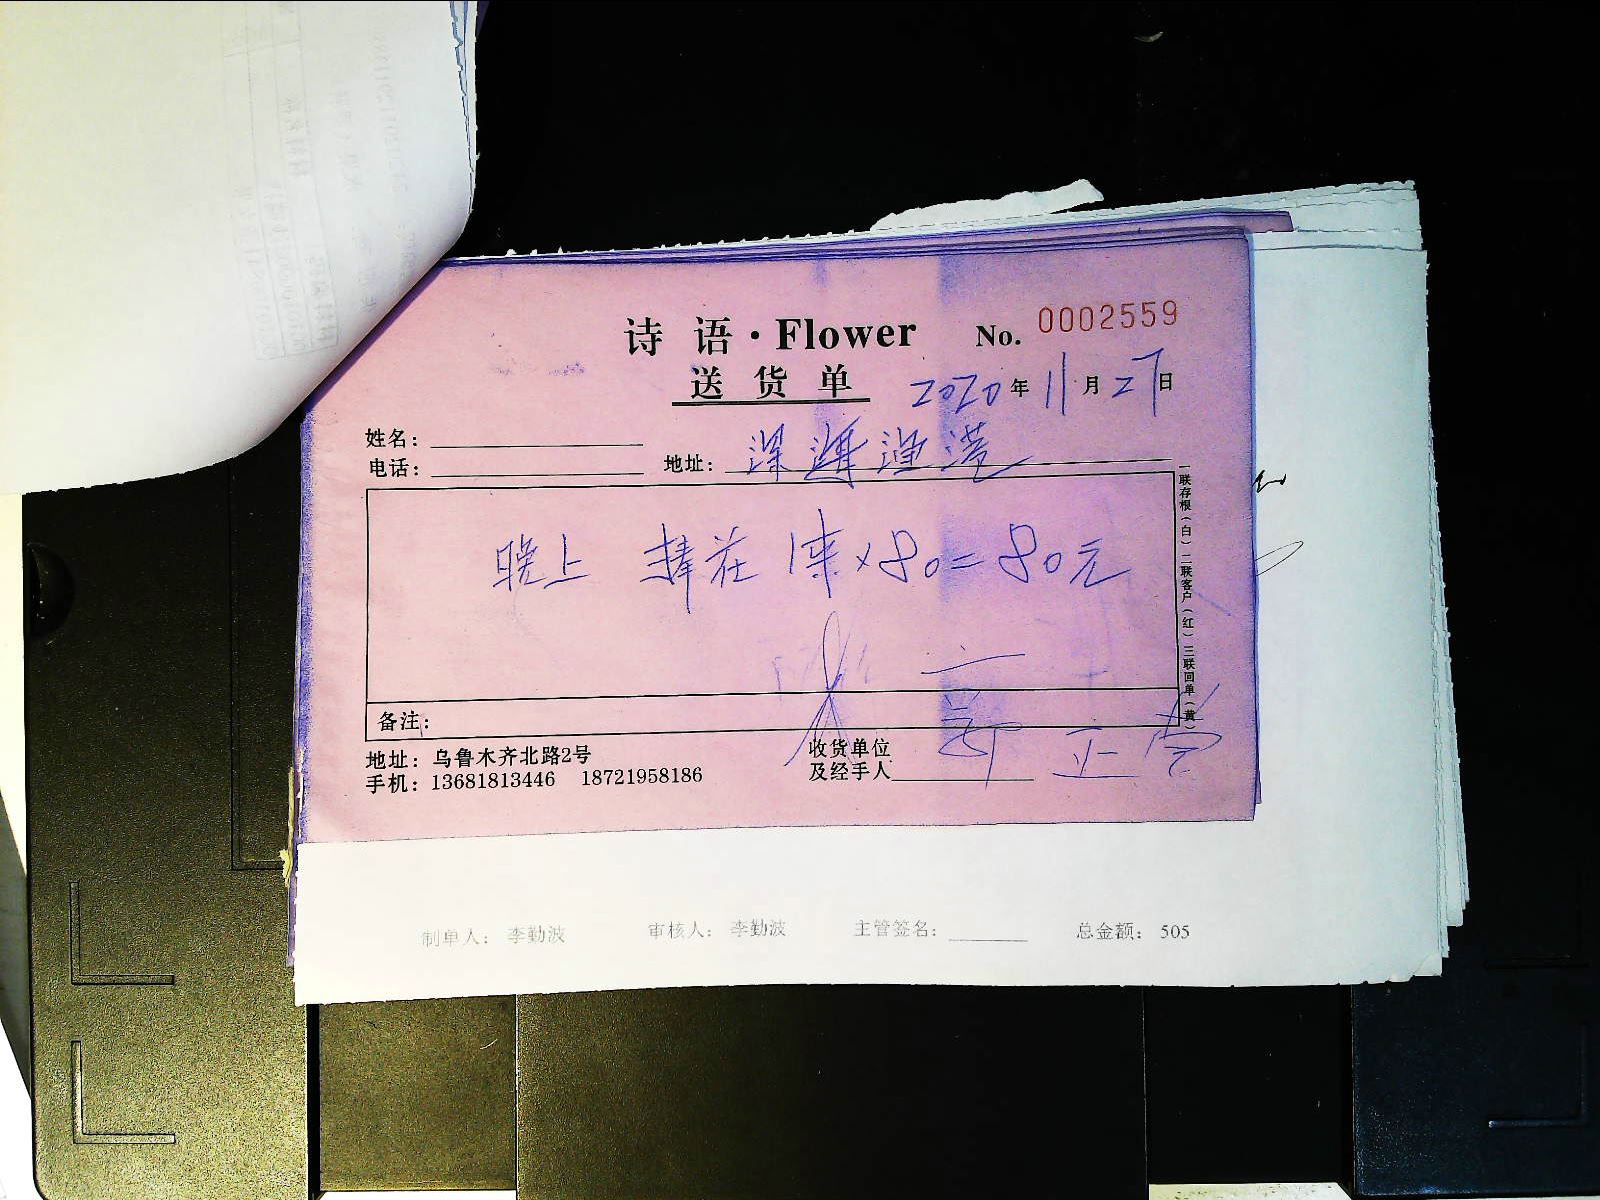 诗 语·Flower No. 0002559
送 货 单 2020年11月27日
姓名：
电话： 地址：深海渔港
晚上 捧花 1束×80=80元
备注：
地址：乌鲁木齐北路2号
手机：13681813446 18721958186
收货单位
及经手人
一联存根（白）二联客户（红）三联回单（黄
制单人：李勤波 审核人：李勤波 主管签名： 总金额：505